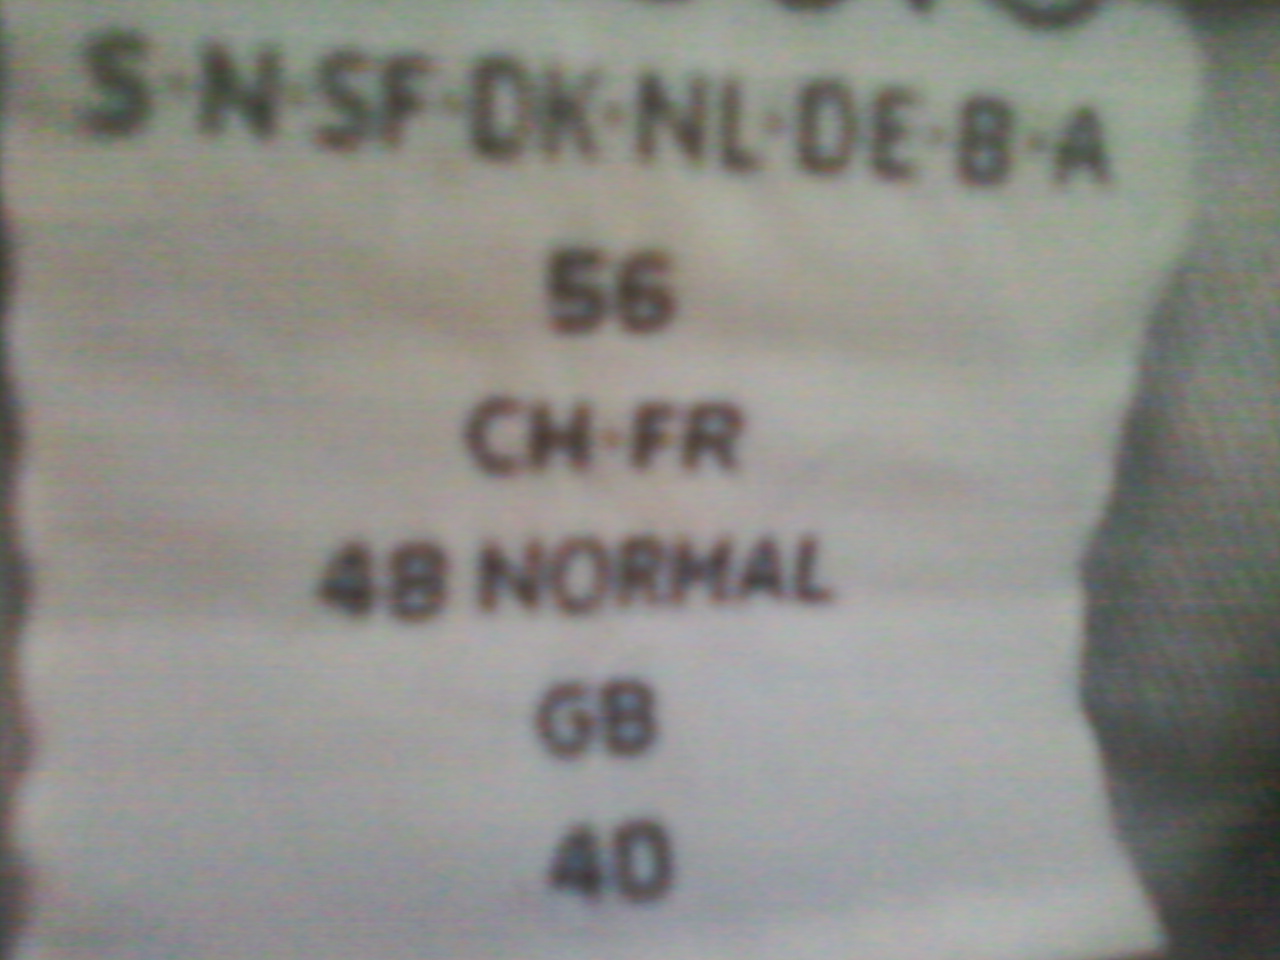 S·N·SF·DK·NL·DE·B·A
56
CH·FR
48 NORMAL
GB
40